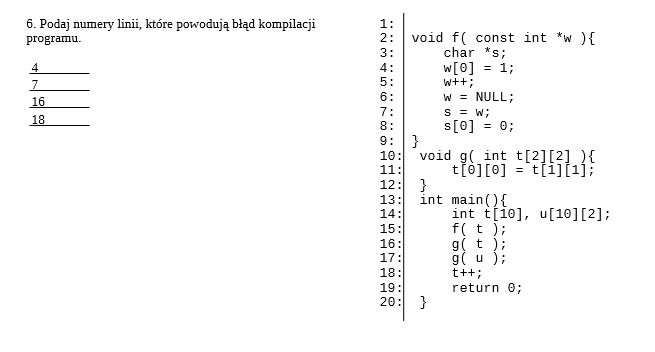 6. Podaj numery linii, które powodują błąd kompilacji
programu.
4
7
16
18
1:
2: void f( const int *w ){
3: char *s;
4: w[0] = 1;
5: w++;
6: w = NULL;
7: s = w;
8: s[0] = 0;
9: }
10: void g( int t[2][2] ){
11: t[0][0] = t[1][1];
12: }
13: int main(){
14: int t[10], u[10][2];
15: f( t );
16: g( t );
17: g( u );
18: t++;
19: return 0;
20: }